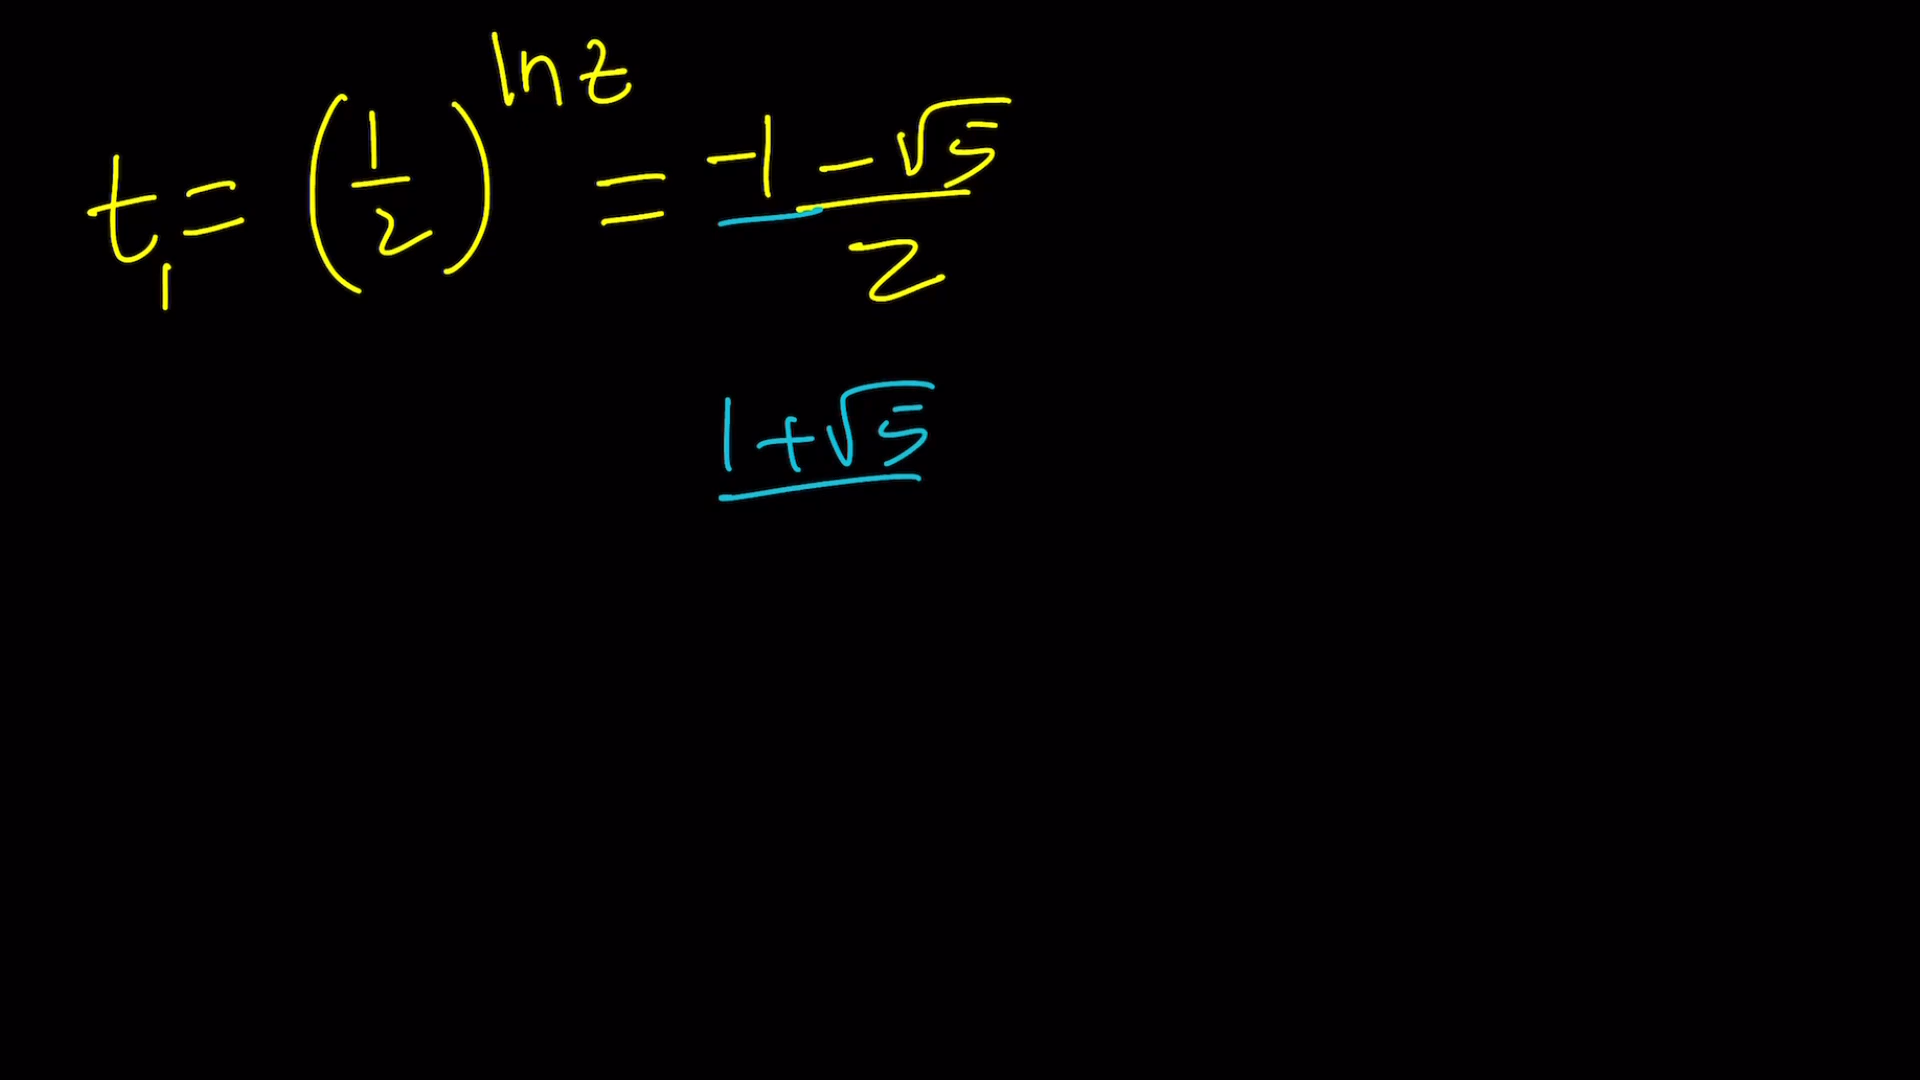 t₁ = (1/2)^ln z = (-1 - √5)/2
1 + √5